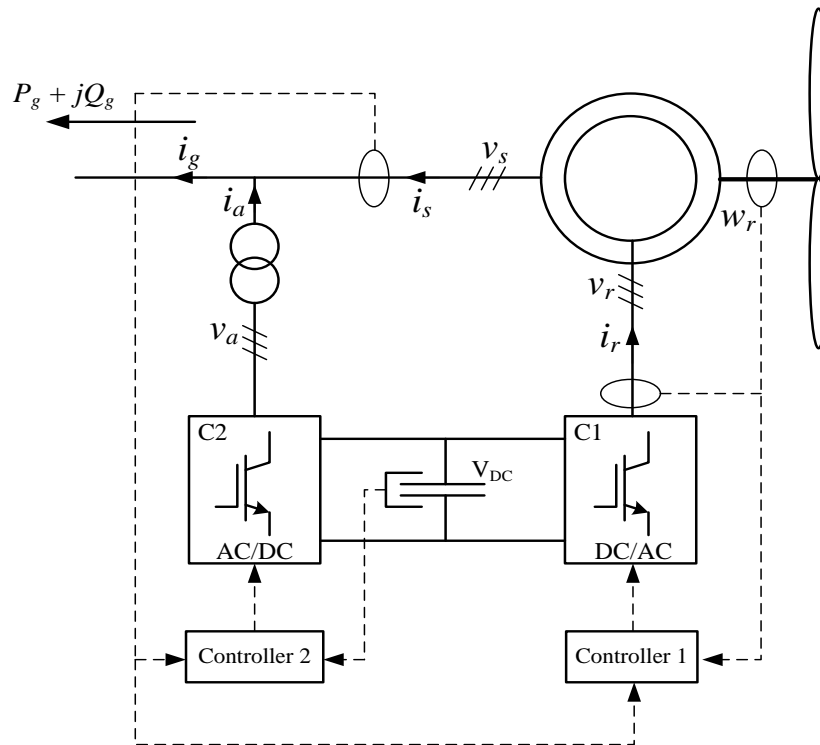 P_g + jQ_g
i_g
i_a
i_s
v_s
w_r
v_r
v_a
i_r
C2
C1
V_DC
AC/DC
DC/AC
Controller 2
Controller 1